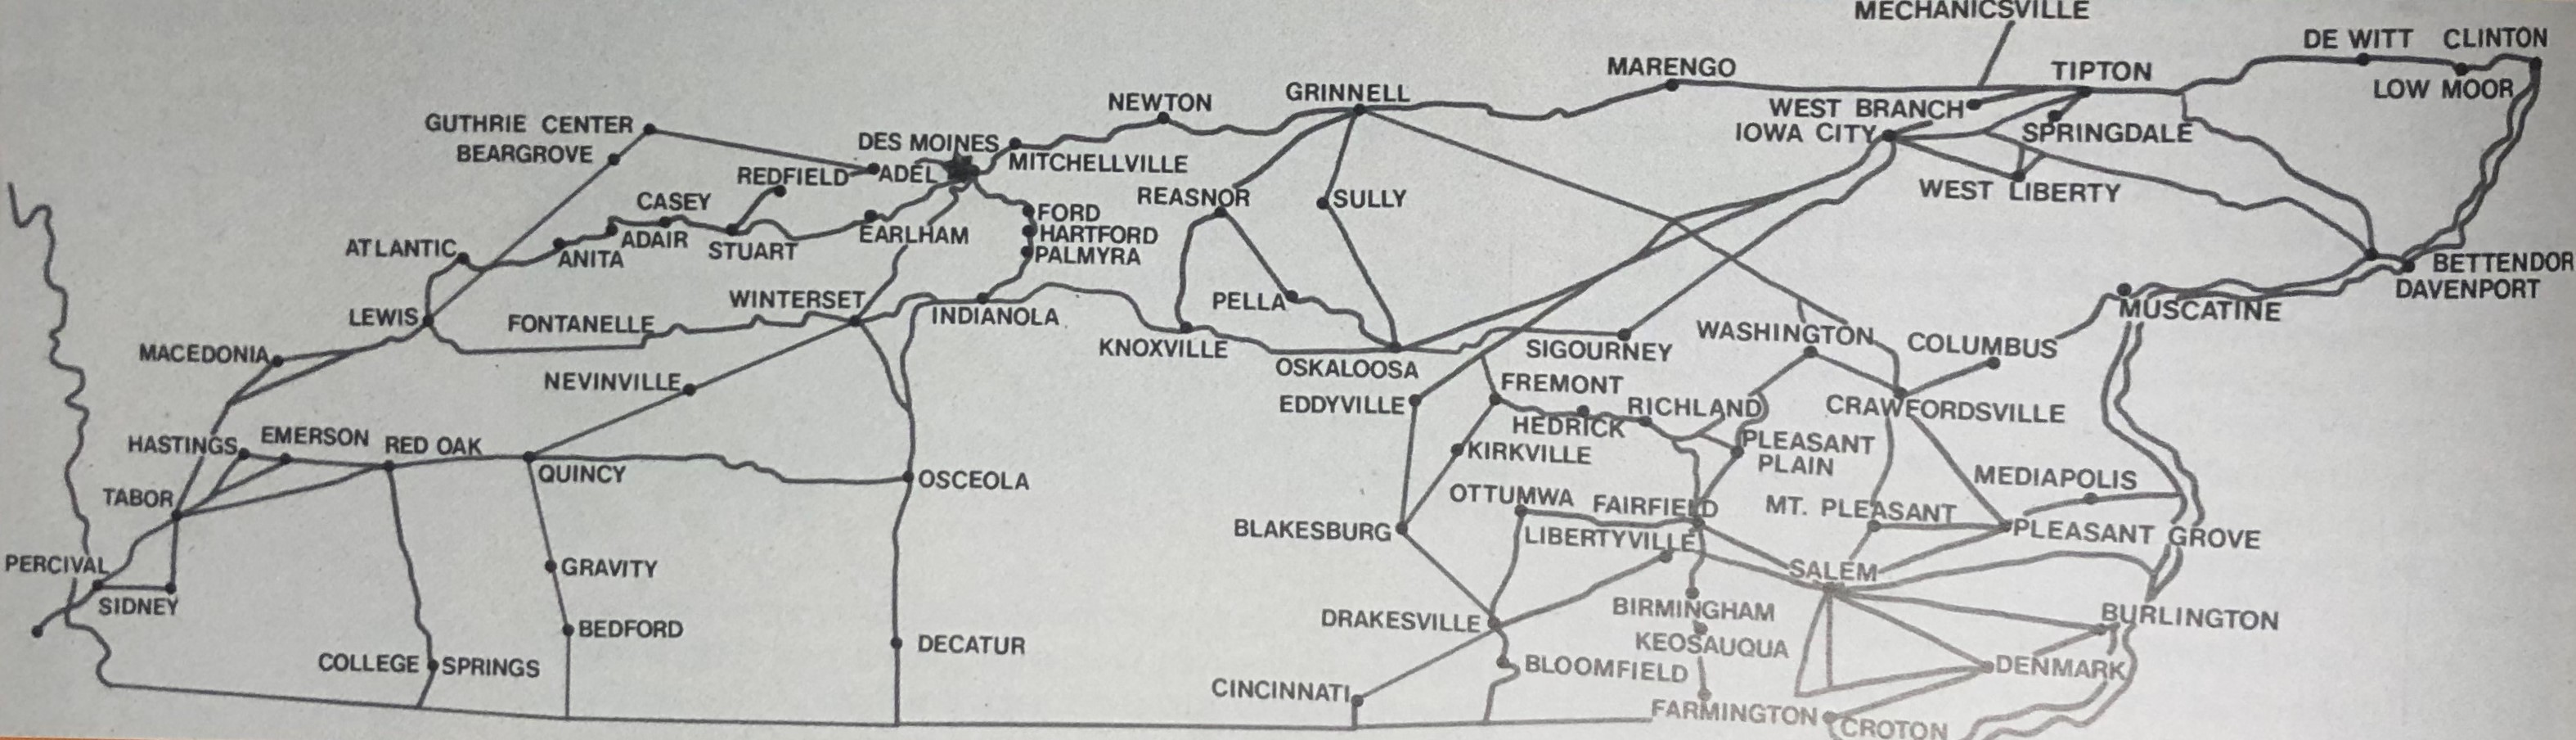 MECHANICSVILLE
DE WITT CLINTON
MARENGO
TIPTON
LOW MOOR
GRINNELL
NEWTON
WEST BRANCH
GUTHRIE CENTER
IOWA CITY
SPRINGDALE
DES MOINES
BEARGROVE
MITCHELLVILLE
REDFIELD
ADEL
WEST LIBERTY
REASNOR
SULLY
CASEY
FORD
ADAIR
EARLHAM
HARTFORD
ATLANTIC
STUART
ANITA
PALMYRA
BETTENDOR
DAVENPORT
WINTERSET
PELLA
MUSCATINE
LEWIS
FONTANELLE
INDIANOLA
WASHINGTON
COLUMBUS
KNOXVILLE
SIGOURNEY
MACEDONIA
OSKALOOSA
NEVINVILLE
FREMONT
EDDYVILLE
RICHLAND
CRAWFORDSVILLE
HEDRICK
HASTINGS
EMERSON
RED OAK
PLEASANT
PLAIN
KIRKVILLE
QUINCY
OSCEOLA
MEDIAPOLIS
TABOR
OTTUMWA
FAIRFIELD
MT. PLEASANT
BLAKESBURG
PLEASANT GROVE
LIBERTYVILLE
PERCIVAL
GRAVITY
SALEM
SIDNEY
BIRMINGHAM
BURLINGTON
DRAKESVILLE
BEDFORD
KEOSAUQUA
DECATUR
COLLEGE SPRINGS
BLOOMFIELD
DENMARK
CINCINNATI
FARMINGTON
CROTON